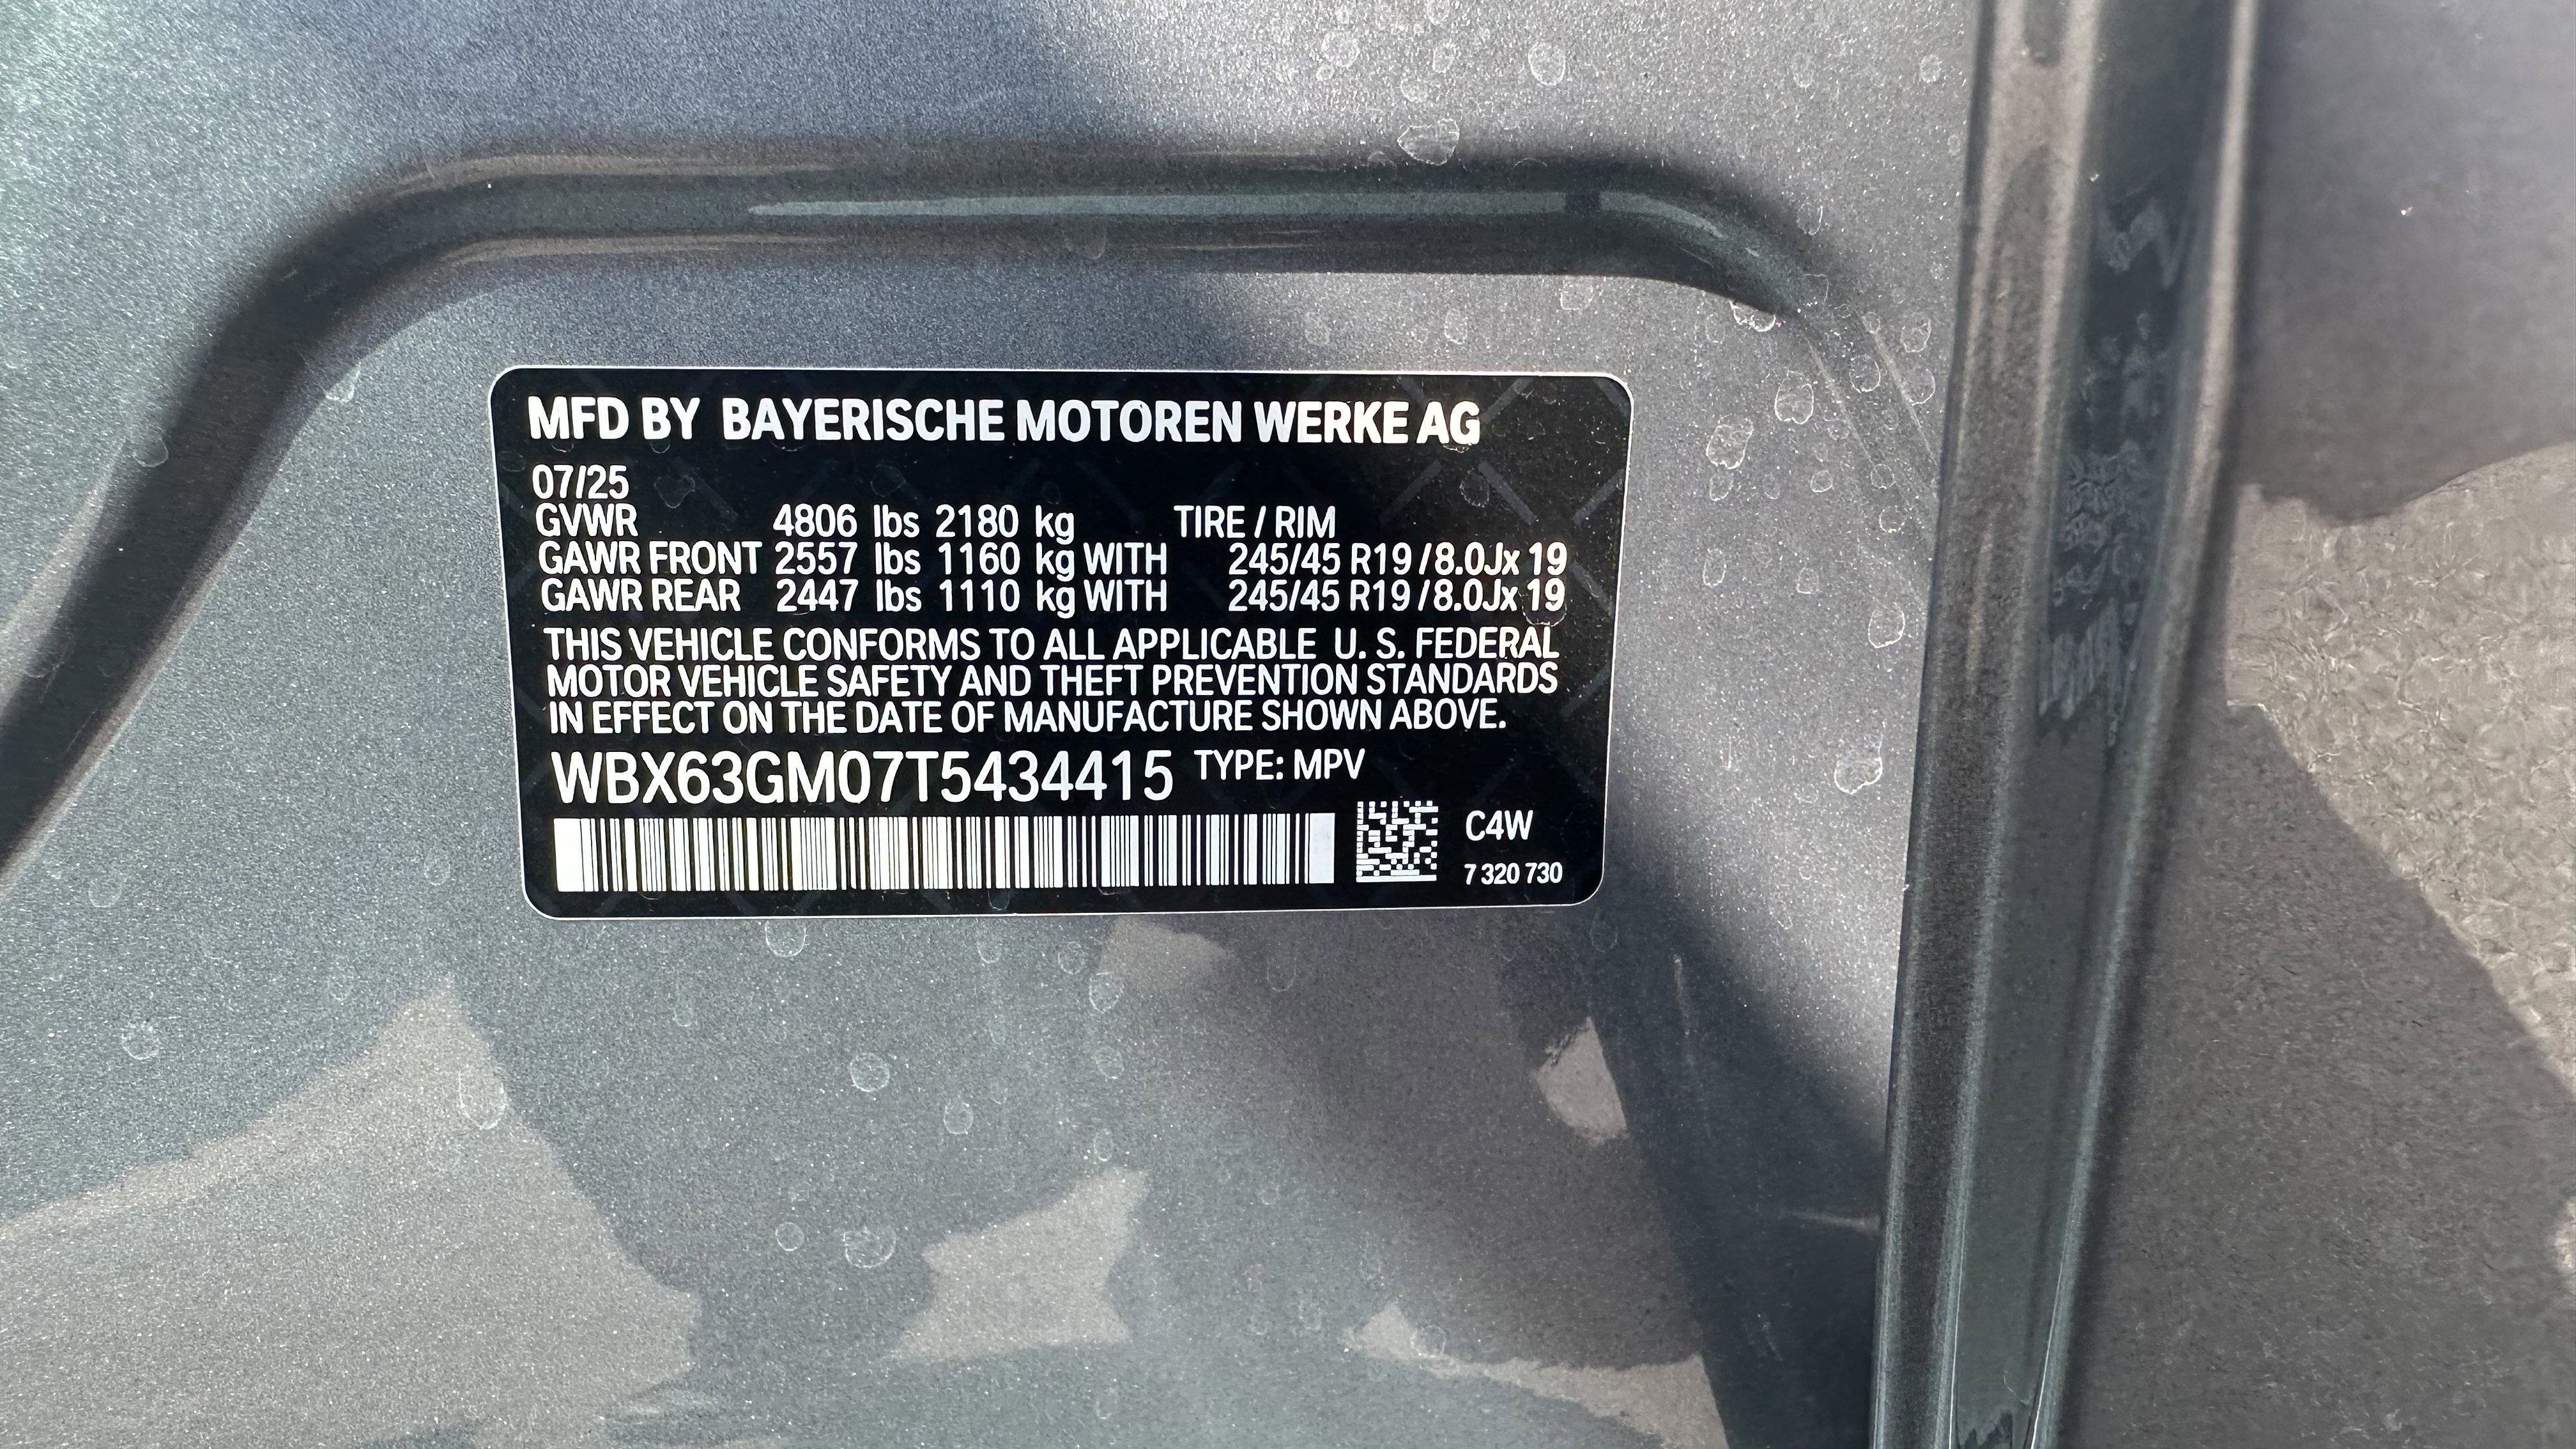 MFD BY BAYERISCHE MOTOREN WERKE AG
07/25
GVWR 4806 lbs 2180 kg TIRE / RIM
GAWR FRONT 2557 lbs 1160 kg WITH 245/45 R19 / 8.0Jx 19
GAWR REAR 2447 lbs 1110 kg WITH 245/45 R19 / 8.0Jx 19
THIS VEHICLE CONFORMS TO ALL APPLICABLE U. S. FEDERAL
MOTOR VEHICLE SAFETY AND THEFT PREVENTION STANDARDS
IN EFFECT ON THE DATE OF MANUFACTURE SHOWN ABOVE.
WBX63GM07T5434415 TYPE: MPV
C4W
7 320 730